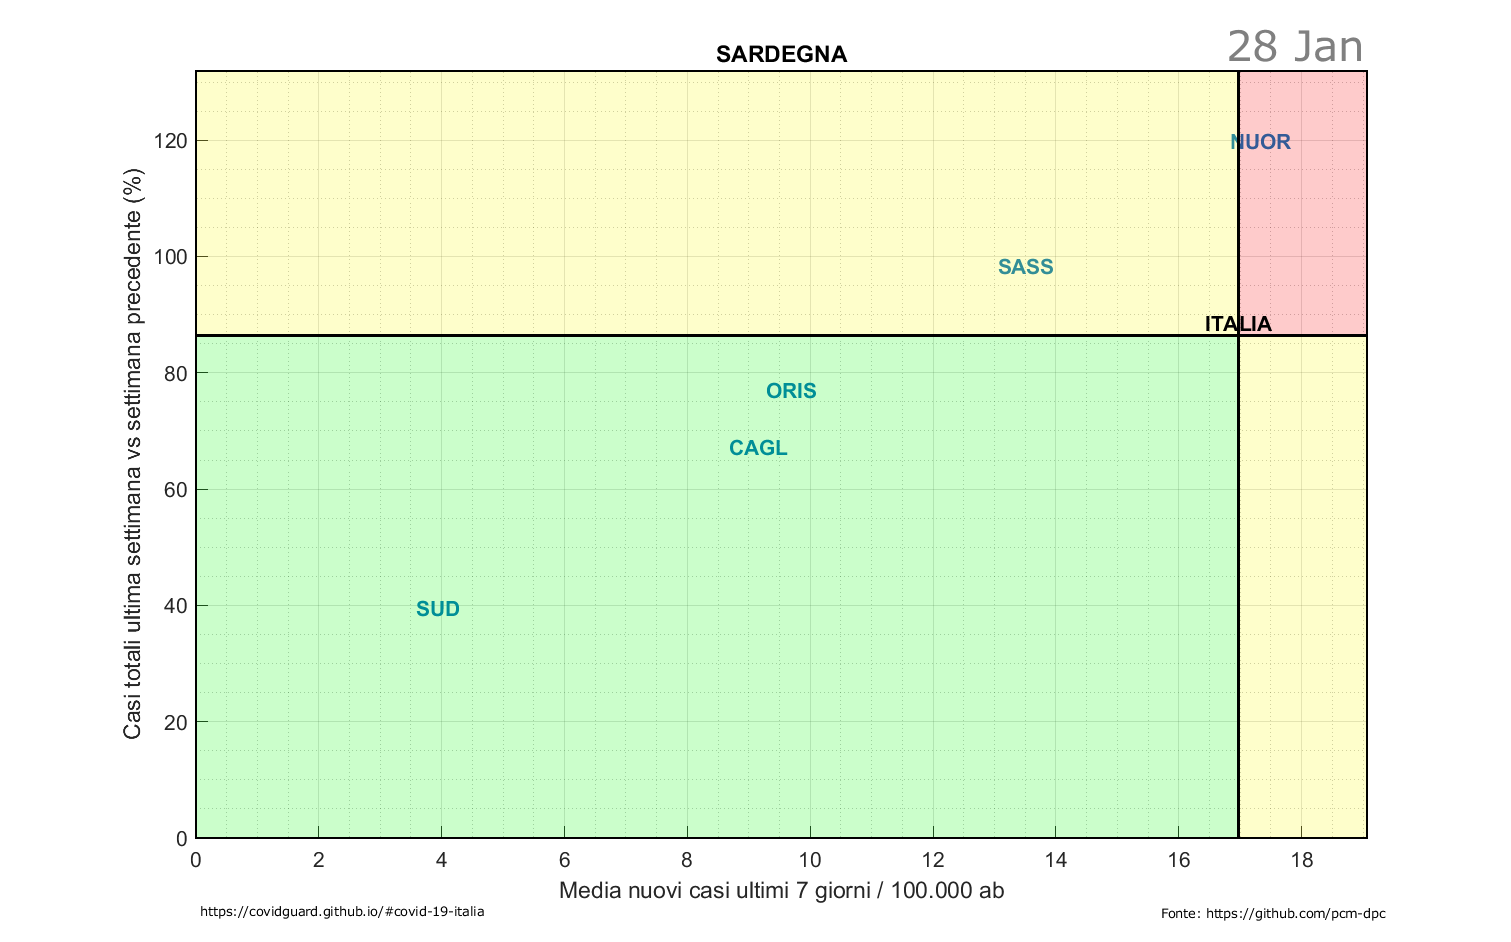 28 Jan
SARDEGNA
Casi totali ultima settimana vs settimana precedente (%)
120
100
80
60
40
20
0
NUOR
SASS
ITALIA
ORIS
CAGL
SUD
0 2 4 6 8 10 12 14 16 18
Media nuovi casi ultimi 7 giorni / 100.000 ab
https://covidguard.github.io/#covid-19-italia
Fonte: https://github.com/pcm-dpc